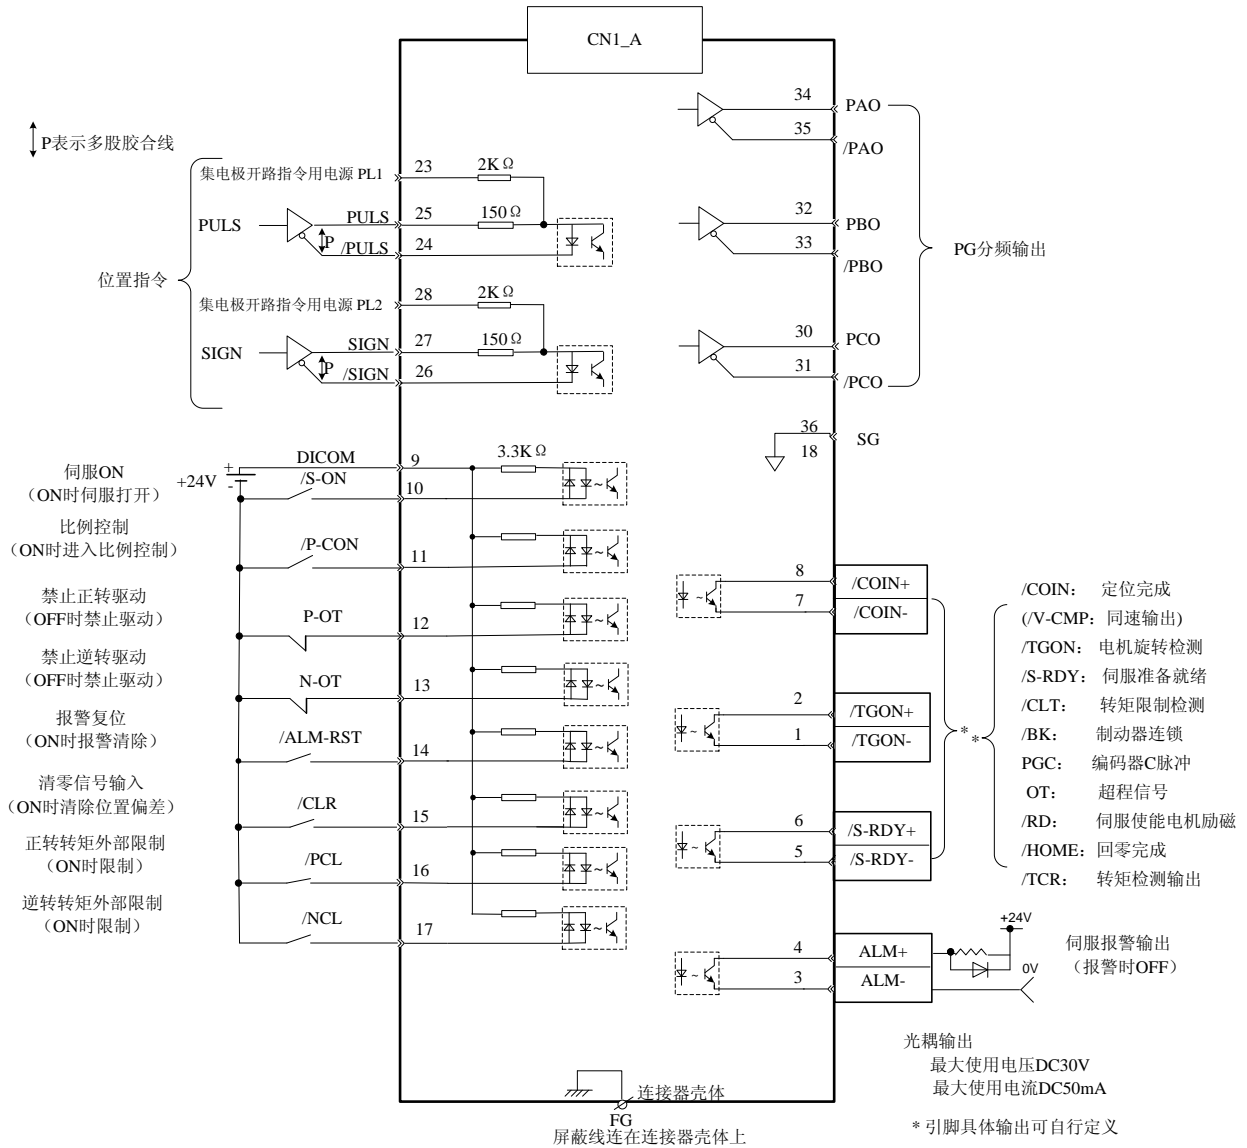 CN1_A
P表示多股胶合线
集电极开路指令用电源 PL1
23
2KΩ
PULS
PULS
25
150Ω
P
/PULS
24
位置指令
集电极开路指令用电源 PL2
28
2KΩ
SIGN
SIGN
27
150Ω
P
/SIGN
26
34
PAO
35
/PAO
32
PBO
33
/PBO
PG分频输出
30
PCO
31
/PCO
36
SG
18
伺服ON
（ON时伺服打开）
+24V
+
-
DICOM
9
3.3KΩ
/S-ON
10
比例控制
（ON时进入比例控制）
/P-CON
11
禁止正转驱动
（OFF时禁止驱动）
P-OT
12
禁止逆转驱动
（OFF时禁止驱动）
N-OT
13
报警复位
（ON时报警清除）
/ALM-RST
14
清零信号输入
（ON时清除位置偏差）
/CLR
15
正转转矩外部限制
（ON时限制）
/PCL
16
逆转转矩外部限制
（ON时限制）
/NCL
17
8
/COIN+
7
/COIN-
2
/TGON+
1
/TGON-
6
/S-RDY+
5
/S-RDY-
*
*
/COIN： 定位完成
(/V-CMP：同速输出)
/TGON：电机旋转检测
/S-RDY：伺服准备就绪
/CLT： 转矩限制检测
/BK： 制动器连锁
PGC： 编码器C脉冲
OT： 超程信号
/RD： 伺服使能电机励磁
/HOME：回零完成
/TCR： 转矩检测输出
4
ALM+
3
ALM-
+24V
0V
伺服报警输出
（报警时OFF）
光耦输出
最大使用电压DC30V
最大使用电流DC50mA
* 引脚具体输出可自行定义
连接器壳体
FG
屏蔽线连在连接器壳体上